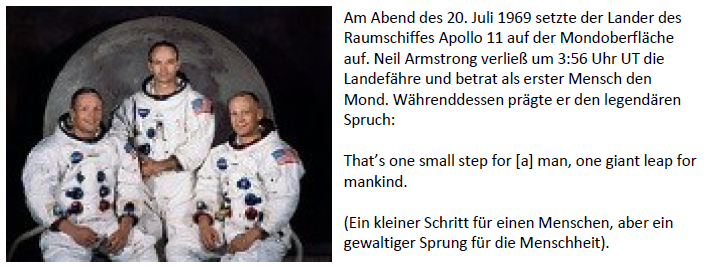 Am Abend des 20. Juli 1969 setzte der Lander des
Raumschiffes Apollo 11 auf der Mondoberfläche
auf. Neil Armstrong verließ um 3:56 Uhr UT die
Landefähre und betrat als erster Mensch den
Mond. Währenddessen prägte er den legendären
Spruch:
That’s one small step for [a] man, one giant leap for
mankind.
(Ein kleiner Schritt für einen Menschen, aber ein
gewaltiger Sprung für die Menschheit).